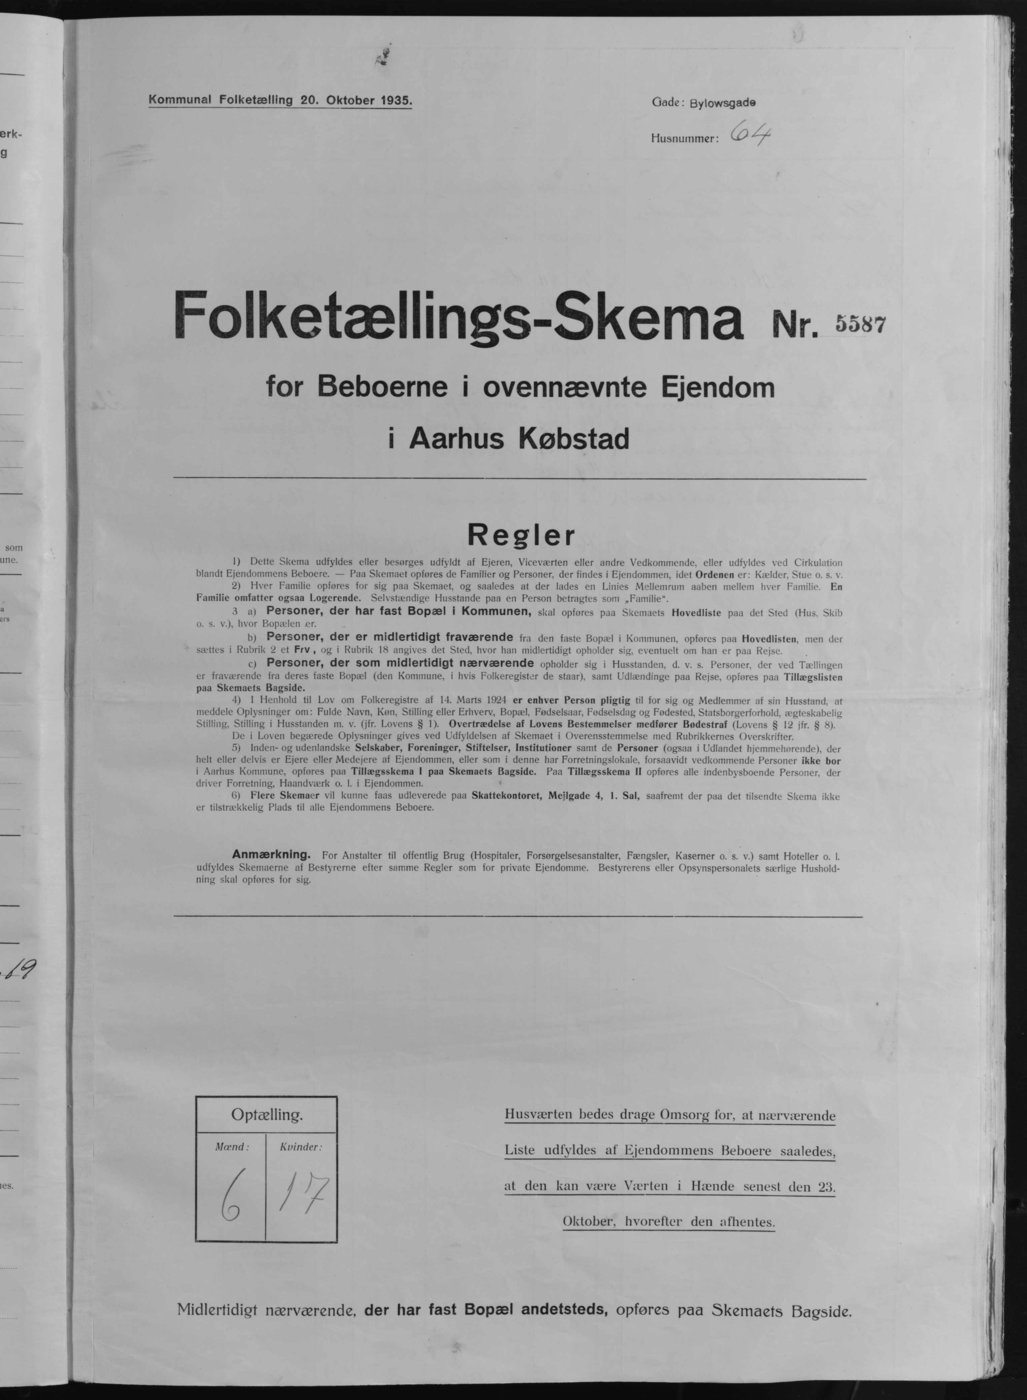 Kommunal Folketælling 20. Oktober 1935.
Gade: Bylowsgade
Husnummer: 64
Folketællings-Skema Nr. 5587
for Beboerne i ovennævnte Ejendom
i Aarhus Købstad
Regler
1) Dette Skema udfyldes eller besørges udfyldt af Ejeren, Viceværten eller andre Vedkommende, eller udfyldes ved Cirkulation
blandt Ejendommens Beboere. — Paa Skemaet opføres de Familier og Personer, der findes i Ejendommen, idet Ordenen er: Kælder, Stue o. s. v.
2) Hver Familie opføres for sig paa Skemaet, og saaledes at der lades en Linies Mellemrum aaben mellem hver Familie. En
Familie omfatter ogsaa Logerende. Selvstændige Husstande paa en Person betragtes som „Familie“.
3 a) Personer, der har fast Bopæl i Kommunen, skal opføres paa Skemaets Hovedliste paa det Sted (Hus, Skib
o. s. v.), hvor Bopælen er.
b) Personer, der er midlertidigt fraværende fra den faste Bopæl i Kommunen, opføres paa Hovedlisten, men der
sættes i Rubrik 2 et Frv, og i Rubrik 18 angives det Sted, hvor han midlertidigt opholder sig, eventuelt om han er paa Rejse.
c) Personer, der som midlertidigt nærværende opholder sig i Husstanden, d. v. s. Personer, der ved Tællingen
er fraværende fra deres faste Bopæl (den Kommune, i hvis Folkeregister de staar), samt Udlændinge paa Rejse, opføres paa Tillægslisten
paa Skemaets Bagside.
4) I Henhold til Lov om Folkeregistre af 14. Marts 1924 er enhver Person pligtig til for sig og Medlemmer af sin Husstand, at
meddele Oplysninger om: Fulde Navn, Køn, Stilling eller Erhverv, Bopæl, Fødselsaar, Fødselsdag og Fødested, Statsborgerforhold, ægteskabelig
Stilling, Stilling i Husstanden m. v. (jfr. Lovens § 1). Overtrædelse af Lovens Bestemmelser medfører Bødestraf (Lovens § 12 jfr. § 8).
De i Loven begærede Oplysninger gives ved Udfyldelsen af Skemaet i Overensstemmelse med Rubrikkernes Overskrifter.
5) Inden- og udenlandske Selskaber, Foreninger, Stiftelser, Institutioner samt de Personer (ogsaa i Udlandet hjemmehørende), der
helt eller delvis er Ejere eller Medejere af Ejendommen, eller som i denne har Forretningslokale, forsaavidt vedkommende Personer ikke bor
i Aarhus Kommune, opføres paa Tillægsskema I paa Skemaets Bagside. Paa Tillægsskema II opføres alle indenbysboende Personer, der
driver Forretning, Haandværk o. l. i Ejendommen.
6) Flere Skemaer vil kunne faas udleverede paa Skattekontoret, Mejlgade 4, 1. Sal, saafremt der paa det tilsendte Skema ikke
er tilstrækkelig Plads til alle Ejendommens Beboere.
Anmærkning. For Anstalter til offentlig Brug (Hospitaler, Forsørgelsesanstalter, Fængsler, Kaserner o. s. v.) samt Hoteller o. l.
udfyldes Skemaerne af Bestyrerne efter samme Regler som for private Ejendomme. Bestyrerens eller Opsynspersonalets særlige Hushold-
ning skal opføres for sig.
Optælling.
Mænd: Kvinder:
6 17
Husværten bedes drage Omsorg for, at nærværende
Liste udfyldes af Ejendommens Beboere saaledes,
at den kan være Værten i Hænde senest den 23.
Oktober, hvorefter den afhentes.
Midlertidigt nærværende, der har fast Bopæl andetsteds, opføres paa Skemaets Bagside.